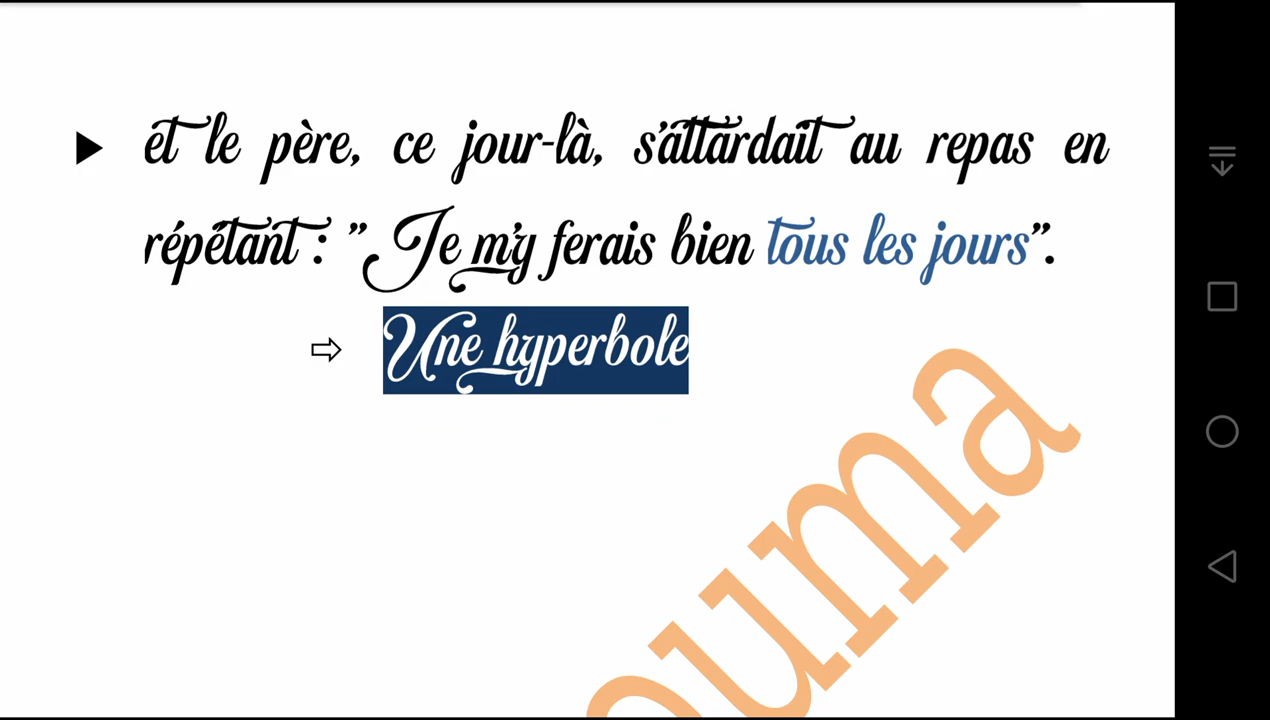 et le père, ce jour-là, s'attardait au repas en
répétant : " Je m'y ferais bien tous les jours".
⇨ Une hyperbole
ouma